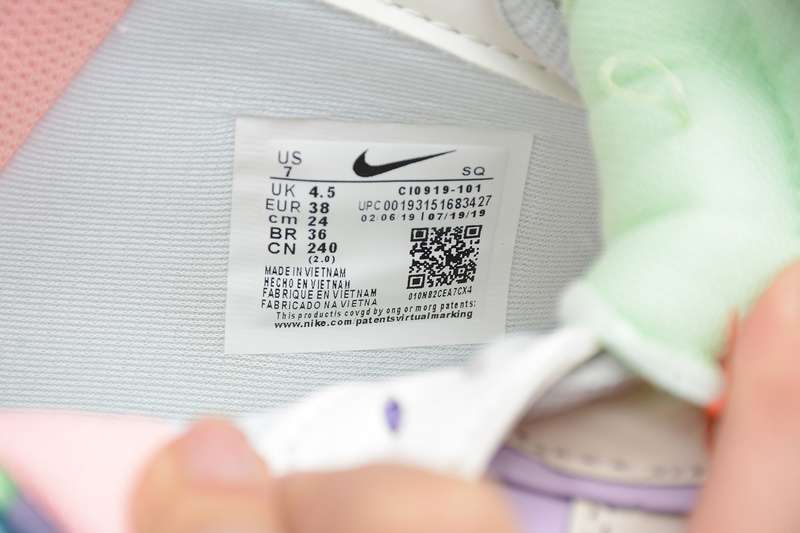 US
7
SQ
UK 4.5
CI0919-101
EUR 38
UPC 00193151683427
cm 24
02 06 19 | 07/19/19
BR 36
CN 240
(2.0)
MADE IN VIETNAM
HECHO EN VIETNAM
FABRIQUE EN VIETNAM
010N82CEA7CX4
FABRICADO NA VIETNA
This productis covgd by ong or morg patents:
www.nike.com/patentsvirtualmarking